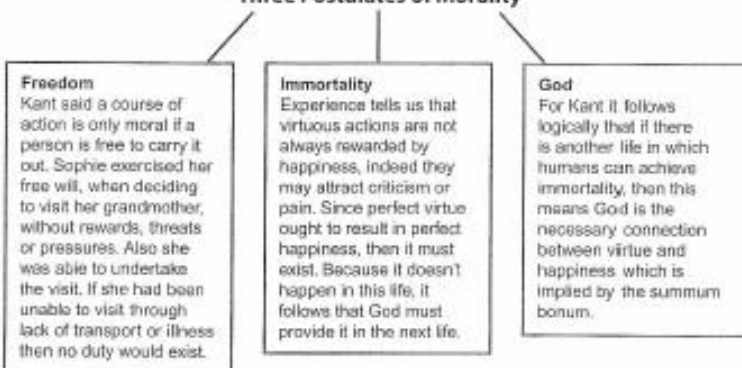 Three Postulates of Morality
Freedom
Kant said a course of
action is only moral if a
person is free to carry it
out. Sophie exercised her
free will, when deciding
to visit her grandmother,
without rewards, threats
or pressures. Also she
was able to undertake
the visit. If she had been
unable to visit through
lack of transport or illness
then no duty would exist.
Immortality
Experience tells us that
virtuous actions are not
always rewarded by
happiness, indeed they
may attract criticism or
pain. Since perfect virtue
ought to result in perfect
happiness, then it must
exist. Because it doesn't
happen in this life, it
follows that God must
provide it in the next life.
God
For Kant it follows
logically that if there
is another life in which
humans can achieve
immortality, then this
means God is the
necessary connection
between virtue and
happiness which is
implied by the summum
bonum.